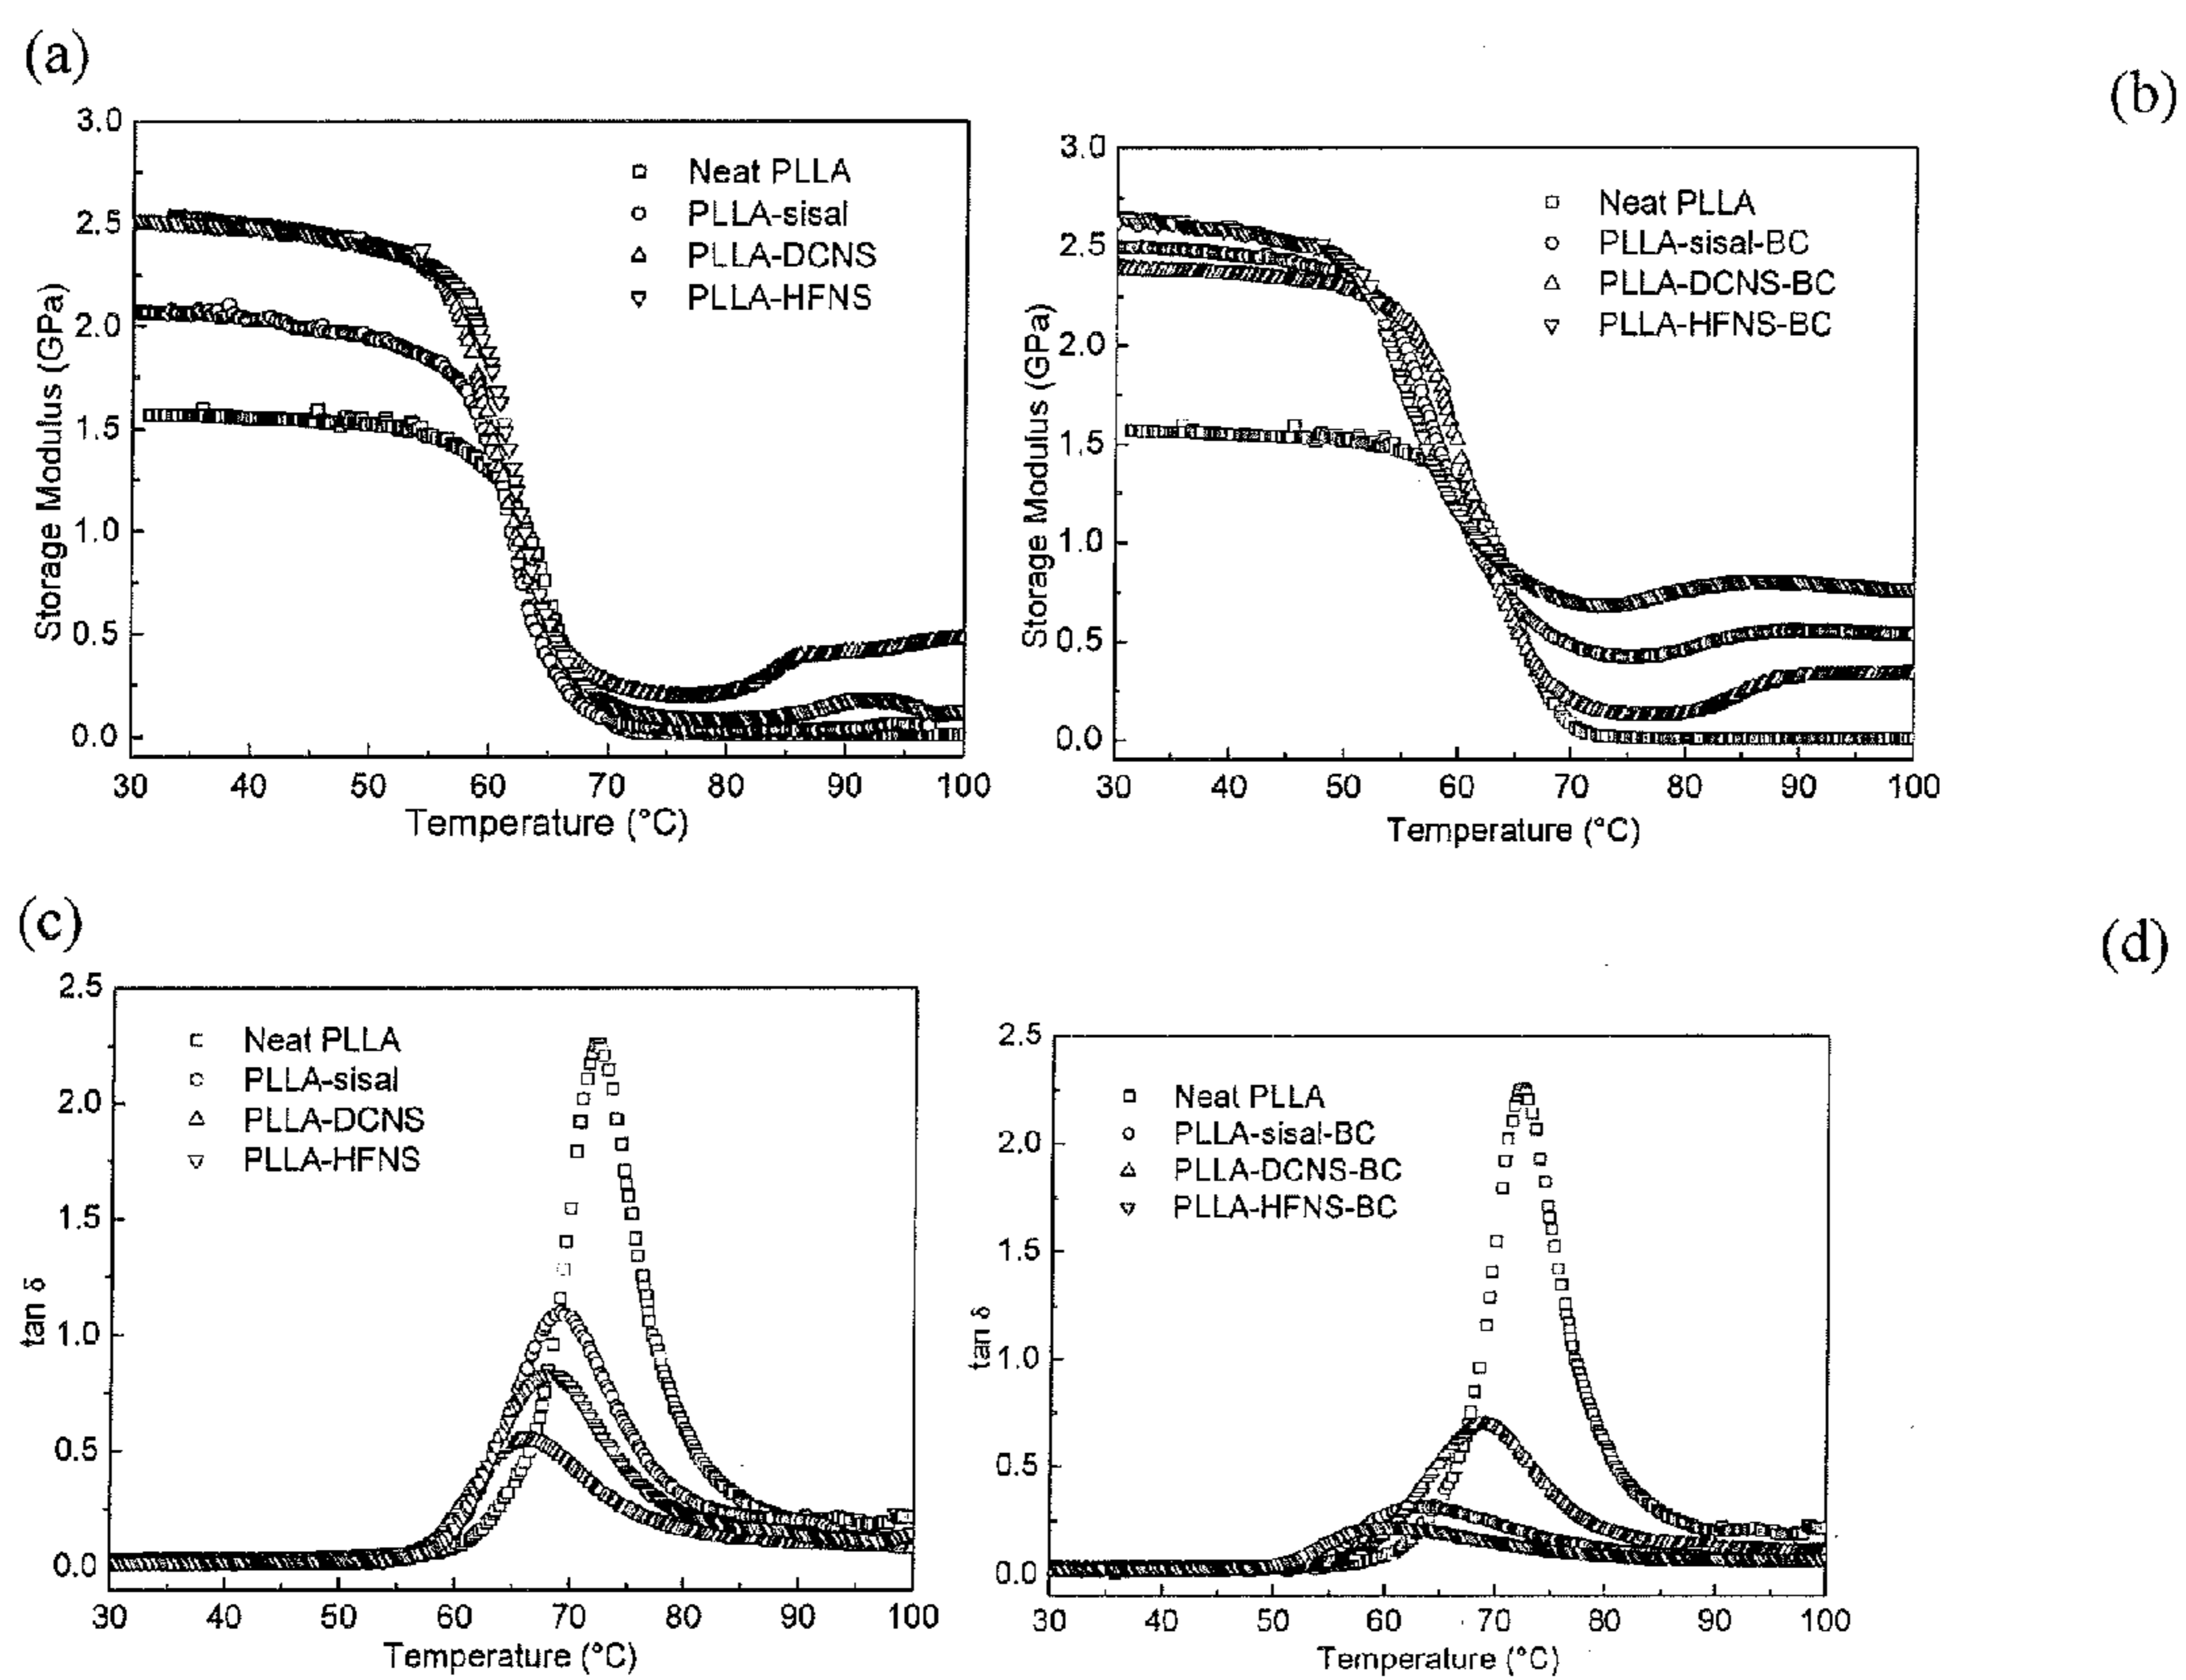 (a)
3.0
2.5
2.0
1.5
1.0
0.5
0.0
Storage Modulus (GPa)
Neat PLLA
PLLA-sisal
PLLA-DCNS
PLLA-HFNS
30 40 50 60 70 80 90 100
Temperature (°C)
(b)
3.0
2.5
2.0
1.5
1.0
0.5
0.0
Storage Modulus (GPa)
Neat PLLA
PLLA-sisal-BC
PLLA-DCNS-BC
PLLA-HFNS-BC
30 40 50 60 70 80 90 100
Temperature (°C)
(c)
2.5
2.0
1.5
1.0
0.5
0.0
tan δ
Neat PLLA
PLLA-sisal
PLLA-DCNS
PLLA-HFNS
30 40 50 60 70 80 90 100
Temperature (°C)
(d)
2.5
2.0
1.5
1.0
0.5
0.0
tan δ
Neat PLLA
PLLA-sisal-BC
PLLA-DCNS-BC
PLLA-HFNS-BC
30 40 50 60 70 80 90 100
Temperature (°C)